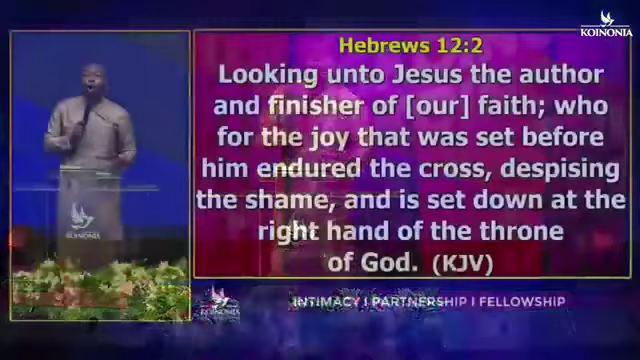 KOINONIA
Hebrews 12:2
Looking unto Jesus the author
and finisher of [our] faith; who
for the joy that was set before
him endured the cross, despising
the shame, and is set down at the
right hand of the throne
of God. (KJV)
KOINONIA
KOINONIA
INTIMACY I PARTNERSHIP I FELLOWSHIP